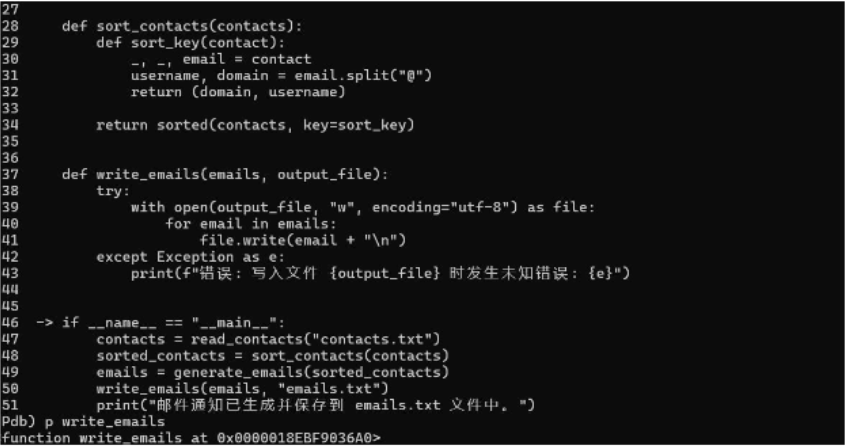 27
28     def sort_contacts(contacts):
29         def sort_key(contact):
30             _, _, email = contact
31             username, domain = email.split("@")
32             return (domain, username)
33
34         return sorted(contacts, key=sort_key)
35
36
37     def write_emails(emails, output_file):
38         try:
39             with open(output_file, "w", encoding="utf-8") as file:
40                 for email in emails:
41                     file.write(email + "\n")
42         except Exception as e:
43             print(f"错误: 写入文件 {output_file} 时发生未知错误: {e}")
44
45
46  -> if __name__ == "__main__":
47         contacts = read_contacts("contacts.txt")
48         sorted_contacts = sort_contacts(contacts)
49         emails = generate_emails(sorted_contacts)
50         write_emails(emails, "emails.txt")
51         print("邮件通知已生成并保存到 emails.txt 文件中。")
Pdb) p write_emails
function write_emails at 0x0000018EBF9036A0>